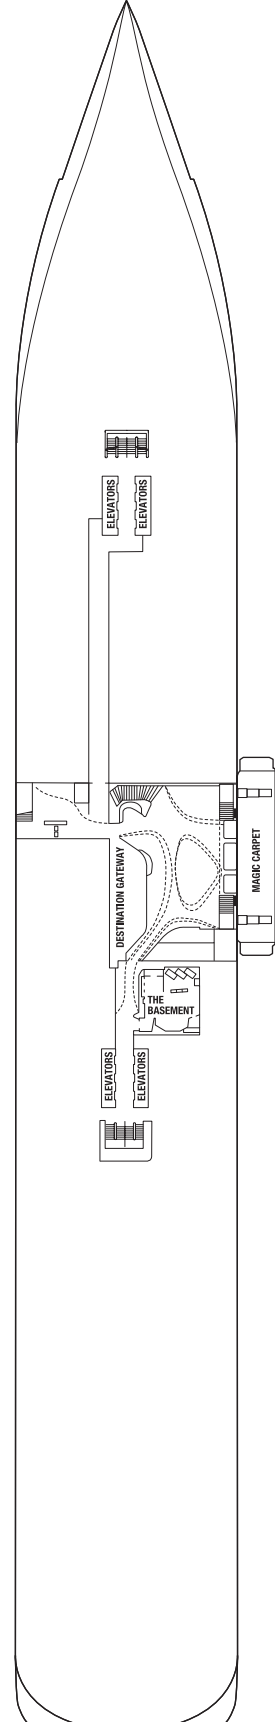 ELEVATORS
ELEVATORS
MAGIC CARPET
DESTINATION GATEWAY
THE
BASEMENT
ELEVATORS
ELEVATORS